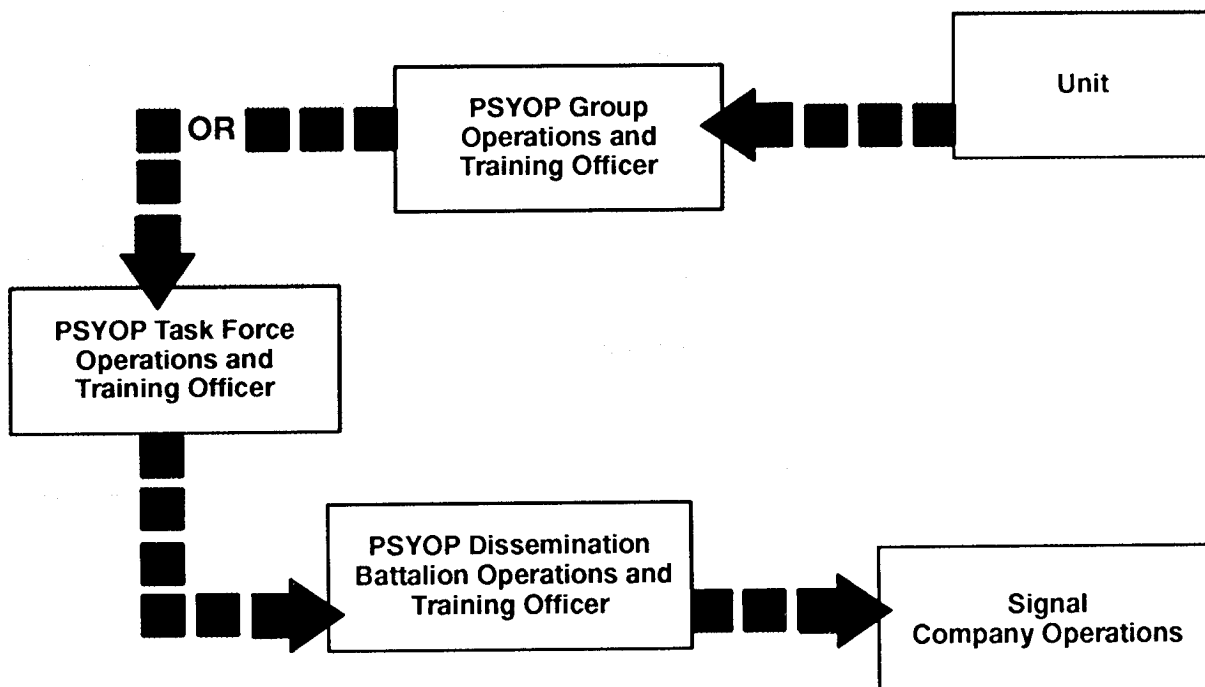 Unit
PSYOP Group
Operations and
Training Officer
OR
PSYOP Task Force
Operations and
Training Officer
PSYOP Dissemination
Battalion Operations and
Training Officer
Signal
Company Operations